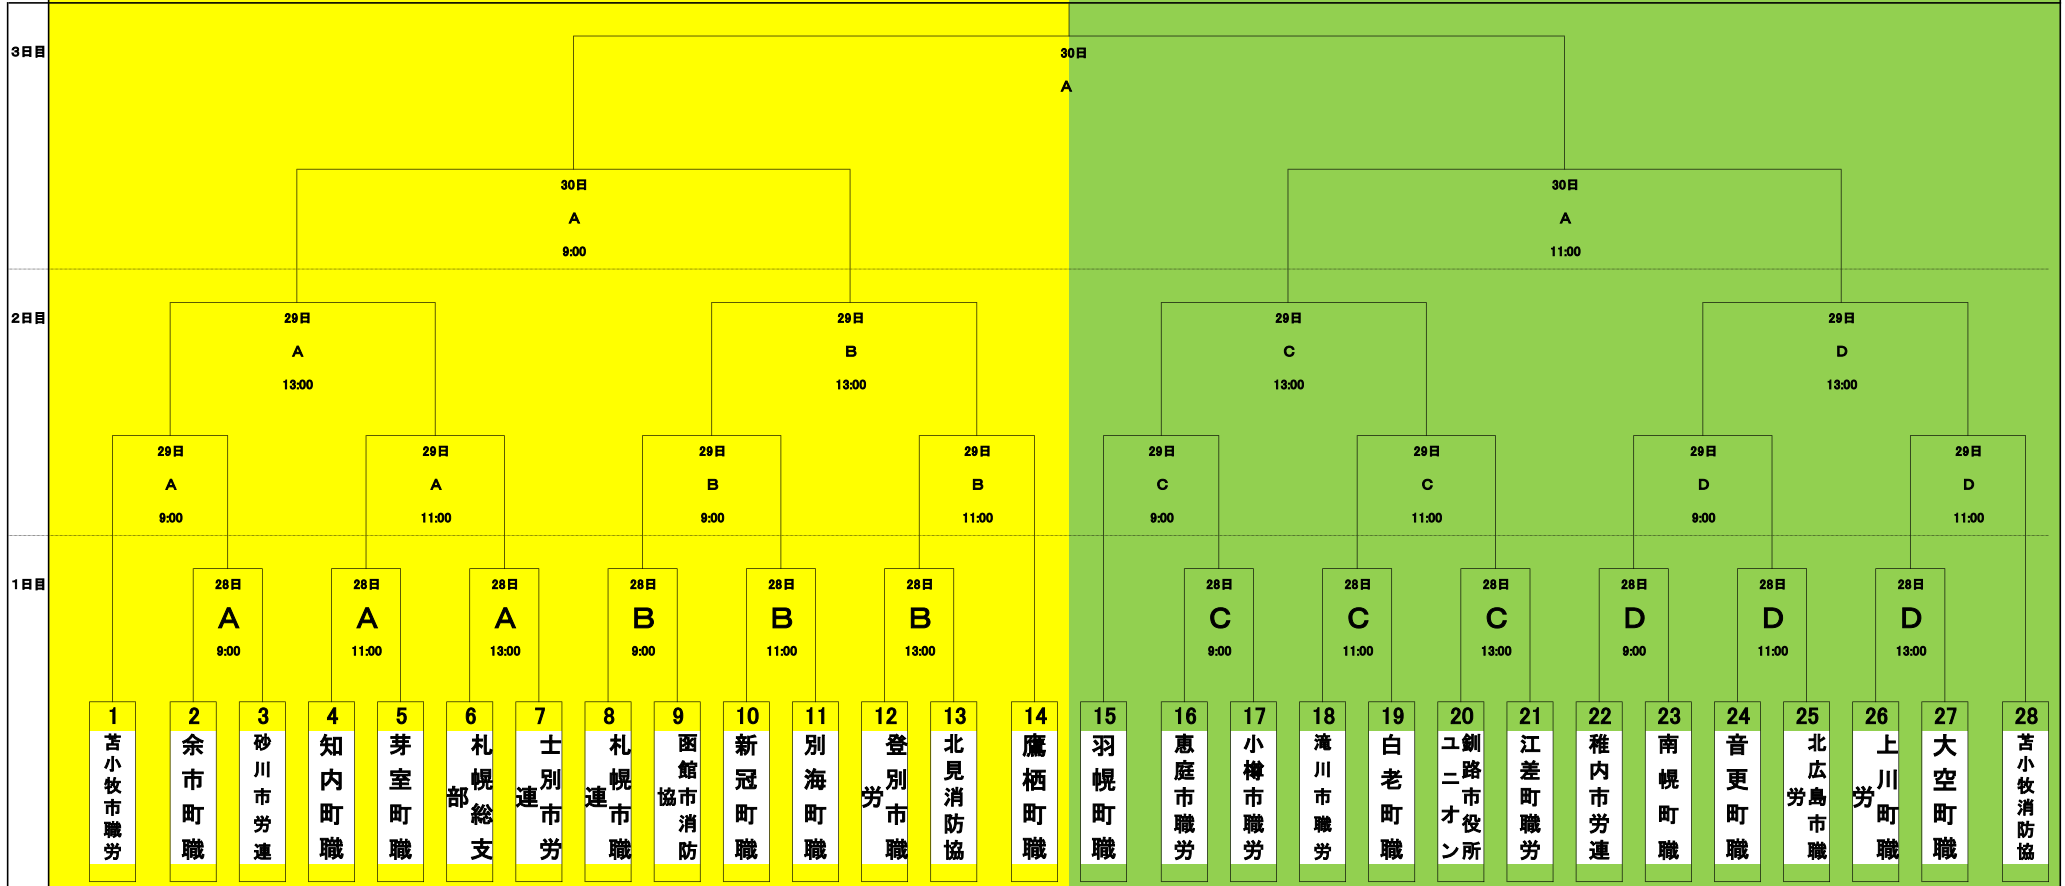 3日目
30日
A
30日
30日
A
A
9:00
11:00
2日目
29日
29日
29日
29日
A
B
C
D
13:00
13:00
13:00
13:00
29日
29日
29日
29日
29日
29日
29日
29日
A
A
B
B
C
C
D
D
9:00
11:00
9:00
11:00
9:00
11:00
9:00
11:00
1日目
28日
28日
28日
28日
28日
28日
28日
28日
28日
28日
28日
28日
A
A
A
B
B
B
C
C
C
D
D
D
9:00
11:00
13:00
9:00
11:00
13:00
9:00
11:00
13:00
9:00
11:00
13:00
1
苫小牧市職労
2
余市町職
3
砂川市労連
4
知内町職
5
芽室町職
6
札幌総支
部
7
士別市労
連
8
札幌市職
連
9
函館市消防
協
10
新冠町職
11
別海町職
12
登別市職
労
13
北見消防協
14
鷹栖町職
15
羽幌町職
16
恵庭市職労
17
小樽市職労
18
滝川市職労
19
白老町職
20
釧路市役所
ユニオン
21
江差町職労
22
稚内市労連
23
南幌町職
24
音更町職
25
北広島市職
労
26
上川町職
労
27
大空町職
28
苫小牧消防協